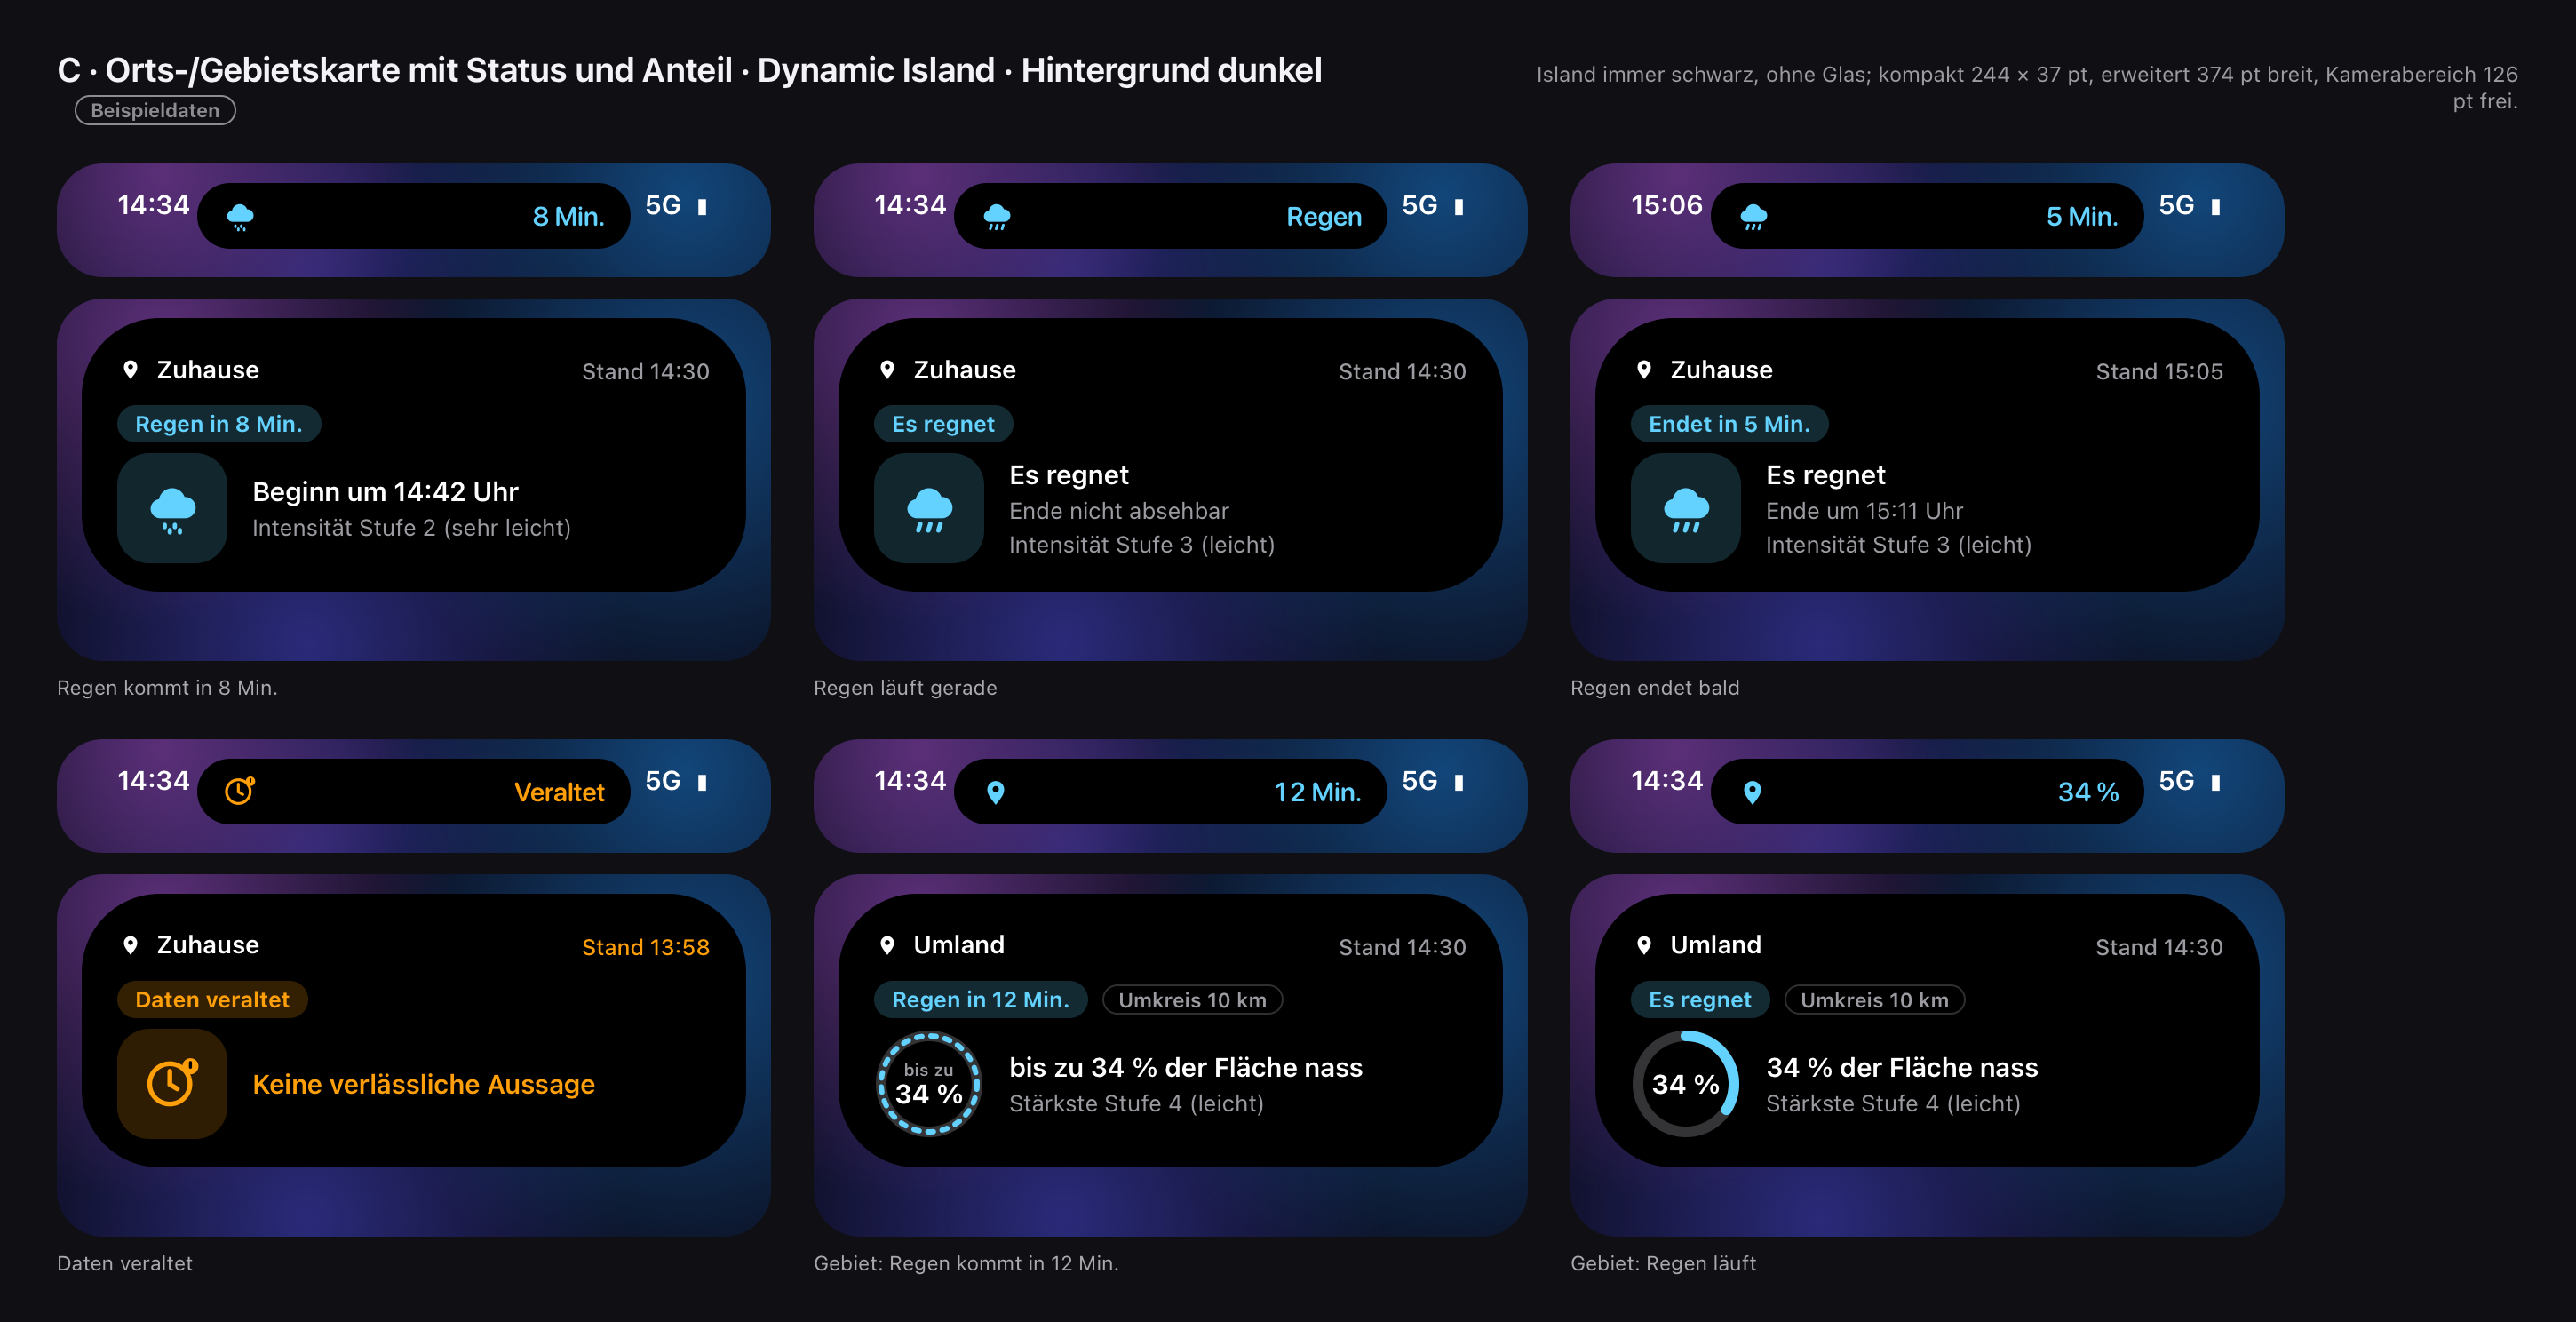 C · Orts-/Gebietskarte mit Status und Anteil · Dynamic Island · Hintergrund dunkel
Beispieldaten
Island immer schwarz, ohne Glas; kompakt 244 × 37 pt, erweitert 374 pt breit, Kamerabereich 126
pt frei.
14:34
8 Min.
5G
Zuhause
Stand 14:30
Regen in 8 Min.
Beginn um 14:42 Uhr
Intensität Stufe 2 (sehr leicht)
Regen kommt in 8 Min.
14:34
Regen
5G
Zuhause
Stand 14:30
Es regnet
Es regnet
Ende nicht absehbar
Intensität Stufe 3 (leicht)
Regen läuft gerade
15:06
5 Min.
5G
Zuhause
Stand 15:05
Endet in 5 Min.
Es regnet
Ende um 15:11 Uhr
Intensität Stufe 3 (leicht)
Regen endet bald
14:34
Veraltet
5G
Zuhause
Stand 13:58
Daten veraltet
Keine verlässliche Aussage
Daten veraltet
14:34
12 Min.
5G
Umland
Stand 14:30
Regen in 12 Min.
Umkreis 10 km
bis zu
34 %
bis zu 34 % der Fläche nass
Stärkste Stufe 4 (leicht)
Gebiet: Regen kommt in 12 Min.
14:34
34 %
5G
Umland
Stand 14:30
Es regnet
Umkreis 10 km
34 %
34 % der Fläche nass
Stärkste Stufe 4 (leicht)
Gebiet: Regen läuft